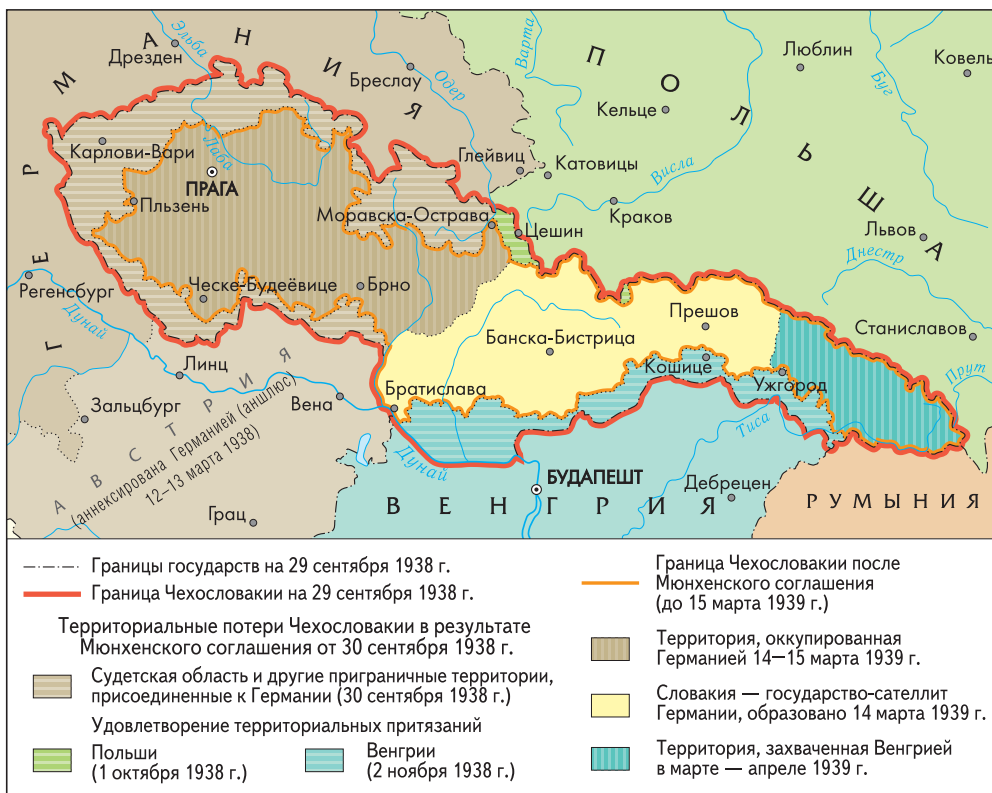 ГЕРМАНИЯ
ПОЛЬША
Эльба
Дрезден
Варта
Люблин
Ковель
Буг
Бреслау
Одер
Кельце
Карлови-Вари
Лаба
ПРАГА
Глейвиц
Катовицы
Висла
Пльзень
Моравска-Острава
Краков
Цешин
Львов
Днестр
Регенсбург
Дунай
Ческе-Будеёвице
Брно
Прешов
Станиславов
Банска-Бистрица
Линц
Кошице
Ужгород
Прут
Зальцбург
Вена
Братислава
АВСТРИЯ
(аннексирована Германией (аншлюс)
12–13 марта 1938)
Тиса
Дунай
БУДАПЕШТ
Дебрецен
ВЕНГРИЯ
РУМЫНИЯ
Грац
Границы государств на 29 сентября 1938 г.
Граница Чехословакии на 29 сентября 1938 г.
Территориальные потери Чехословакии в результате
Мюнхенского соглашения от 30 сентября 1938 г.
Судетская область и другие приграничные территории,
присоединенные к Германии (30 сентября 1938 г.)
Удовлетворение территориальных притязаний
Польши
(1 октября 1938 г.)
Венгрии
(2 ноября 1938 г.)
Граница Чехословакии после
Мюнхенского соглашения
(до 15 марта 1939 г.)
Территория, оккупированная
Германией 14—15 марта 1939 г.
Словакия — государство-сателлит
Германии, образовано 14 марта 1939 г.
Территория, захваченная Венгрией
в марте — апреле 1939 г.